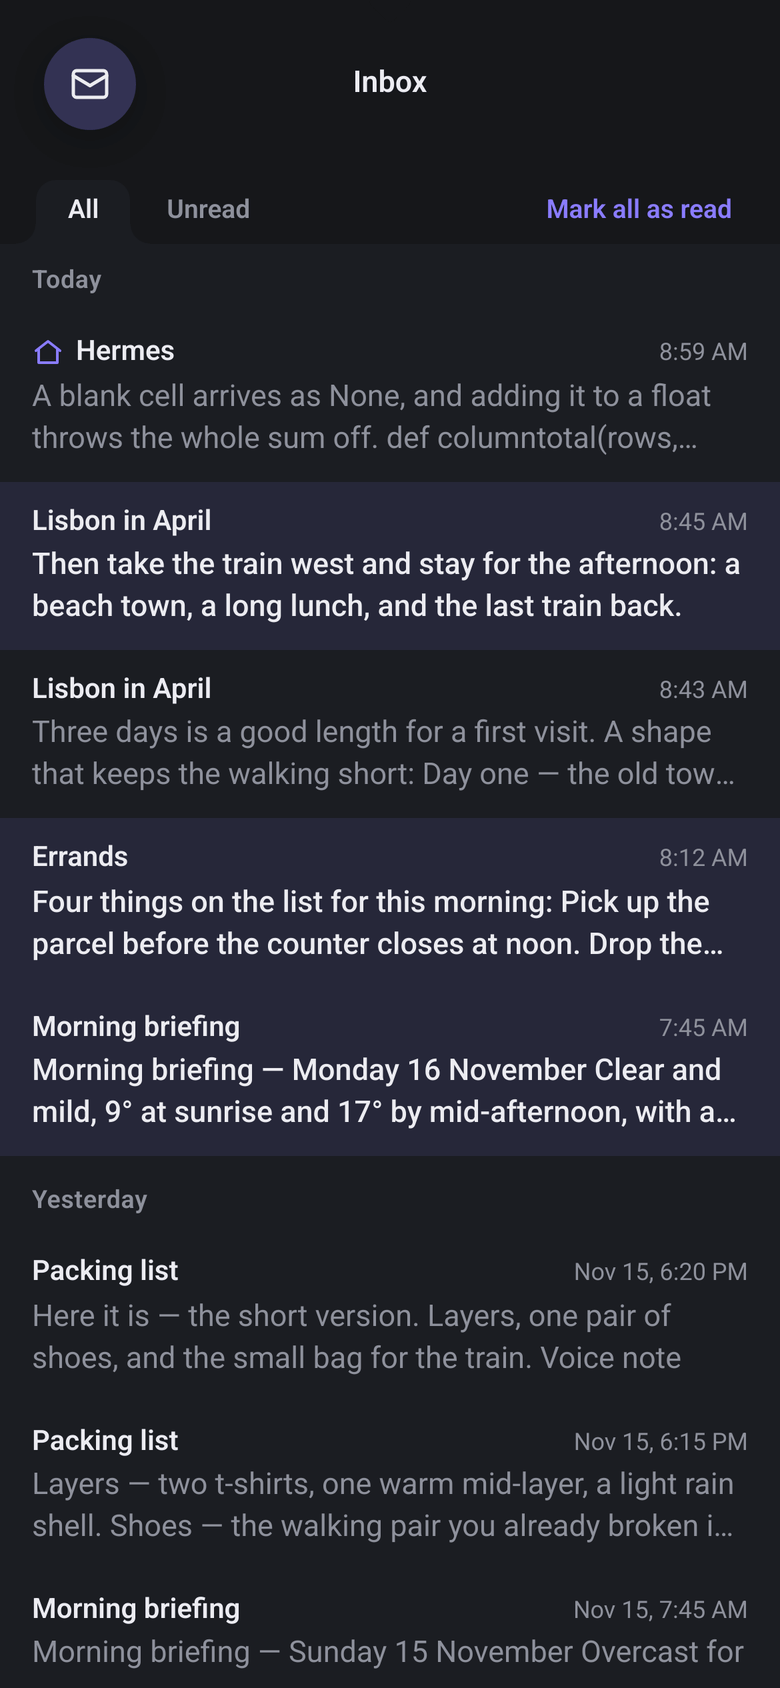 Inbox
All Unread Mark all as read
Today
Hermes 8:59 AM
A blank cell arrives as None, and adding it to a float
throws the whole sum off. def columntotal(rows,…
Lisbon in April 8:45 AM
Then take the train west and stay for the afternoon: a
beach town, a long lunch, and the last train back.
Lisbon in April 8:43 AM
Three days is a good length for a first visit. A shape
that keeps the walking short: Day one — the old tow…
Errands 8:12 AM
Four things on the list for this morning: Pick up the
parcel before the counter closes at noon. Drop the…
Morning briefing 7:45 AM
Morning briefing — Monday 16 November Clear and
mild, 9° at sunrise and 17° by mid-afternoon, with a…
Yesterday
Packing list Nov 15, 6:20 PM
Here it is — the short version. Layers, one pair of
shoes, and the small bag for the train. Voice note
Packing list Nov 15, 6:15 PM
Layers — two t-shirts, one warm mid-layer, a light rain
shell. Shoes — the walking pair you already broken i…
Morning briefing Nov 15, 7:45 AM
Morning briefing — Sunday 15 November Overcast for